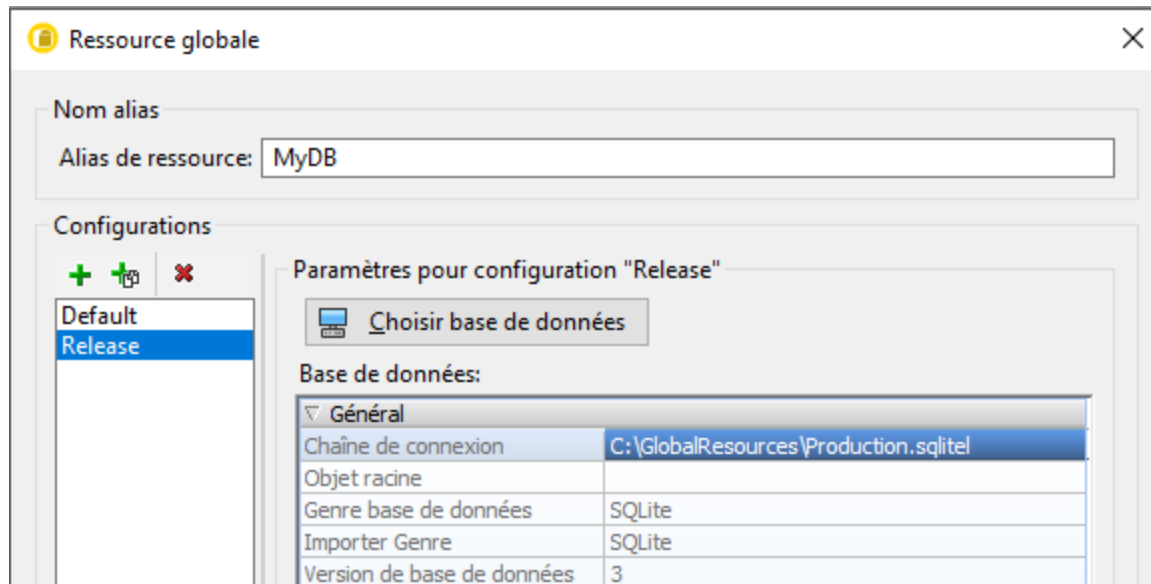 Ressource globale
Nom alias
Alias de ressource: MyDB
Configurations
Default
Release
Paramètres pour configuration "Release"
Choisir base de données
Base de données:
Général
Chaîne de connexion C:\GlobalResources\Production.sqlitel
Objet racine
Genre base de données SQLite
Importer Genre SQLite
Version de base de données 3